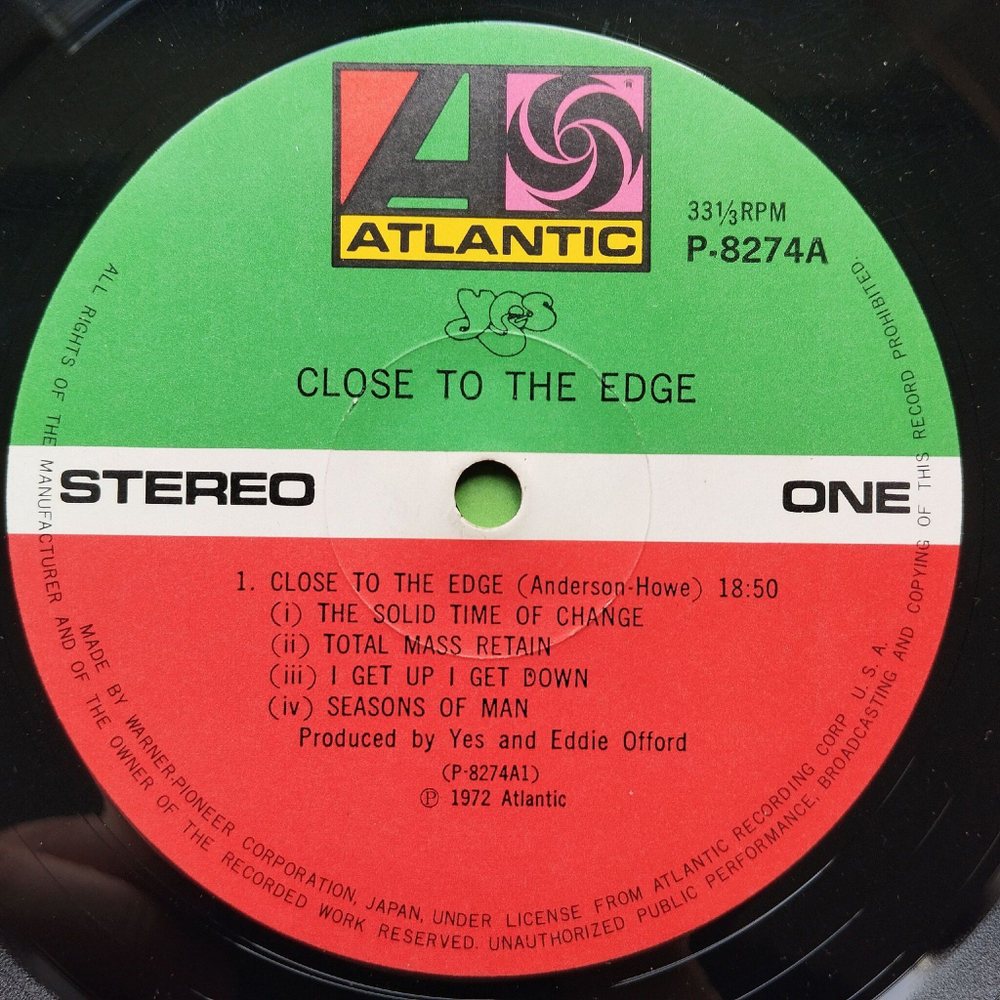 ATLANTIC
®
33⅓RPM
P-8274A
yes
CLOSE TO THE EDGE
STEREO
ONE
1. CLOSE TO THE EDGE (Anderson-Howe) 18:50
(i) THE SOLID TIME OF CHANGE
(ii) TOTAL MASS RETAIN
(iii) I GET UP I GET DOWN
(iv) SEASONS OF MAN
Produced by Yes and Eddie Offord
(P-8274A1)
℗ 1972 Atlantic
MADE BY WARNER-PIONEER CORPORATION, JAPAN, UNDER LICENSE FROM ATLANTIC RECORDING CORP. U. S. A.
ALL RIGHTS OF THE MANUFACTURER AND OF THE OWNER OF THE RECORDED WORK RESERVED. UNAUTHORIZED PUBLIC PERFORMANCE, BROADCASTING AND COPYING OF THIS RECORD PROHIBITED.